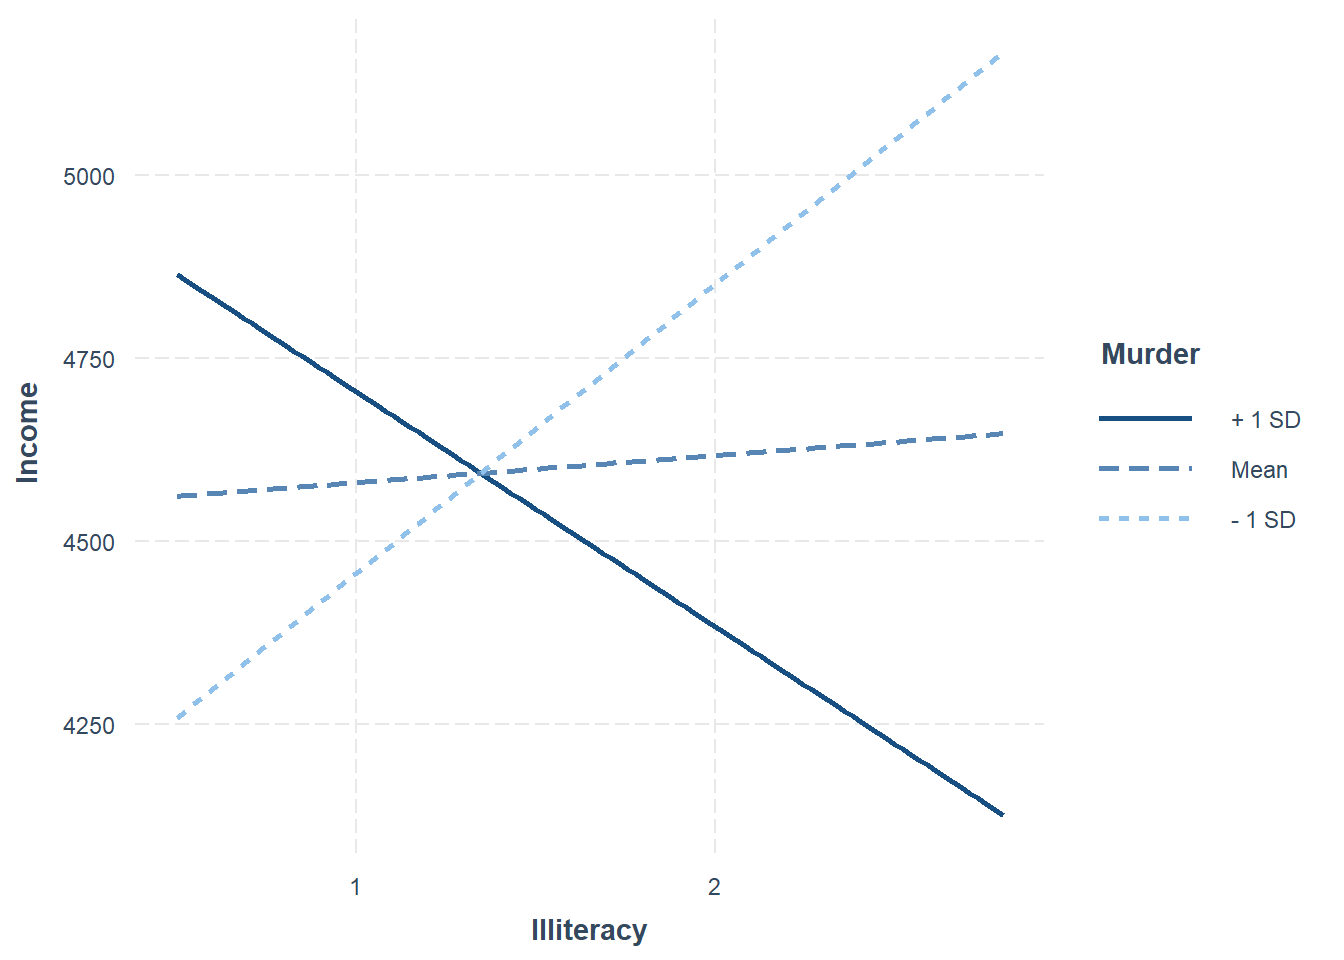 5000
4750
4500
4250
Income
1
2
Illiteracy
Murder
+ 1 SD
Mean
- 1 SD